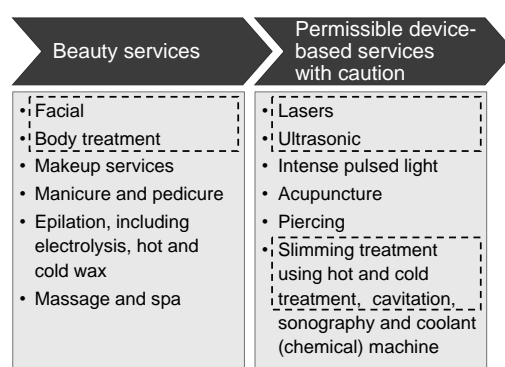 Beauty services
Permissible device-
based services
with caution
• Facial
• Body treatment
• Makeup services
• Manicure and pedicure
• Epilation, including
electrolysis, hot and
cold wax
• Massage and spa
• Lasers
• Ultrasonic
• Intense pulsed light
• Acupuncture
• Piercing
• Slimming treatment
using hot and cold
treatment, cavitation,
sonography and coolant
(chemical) machine